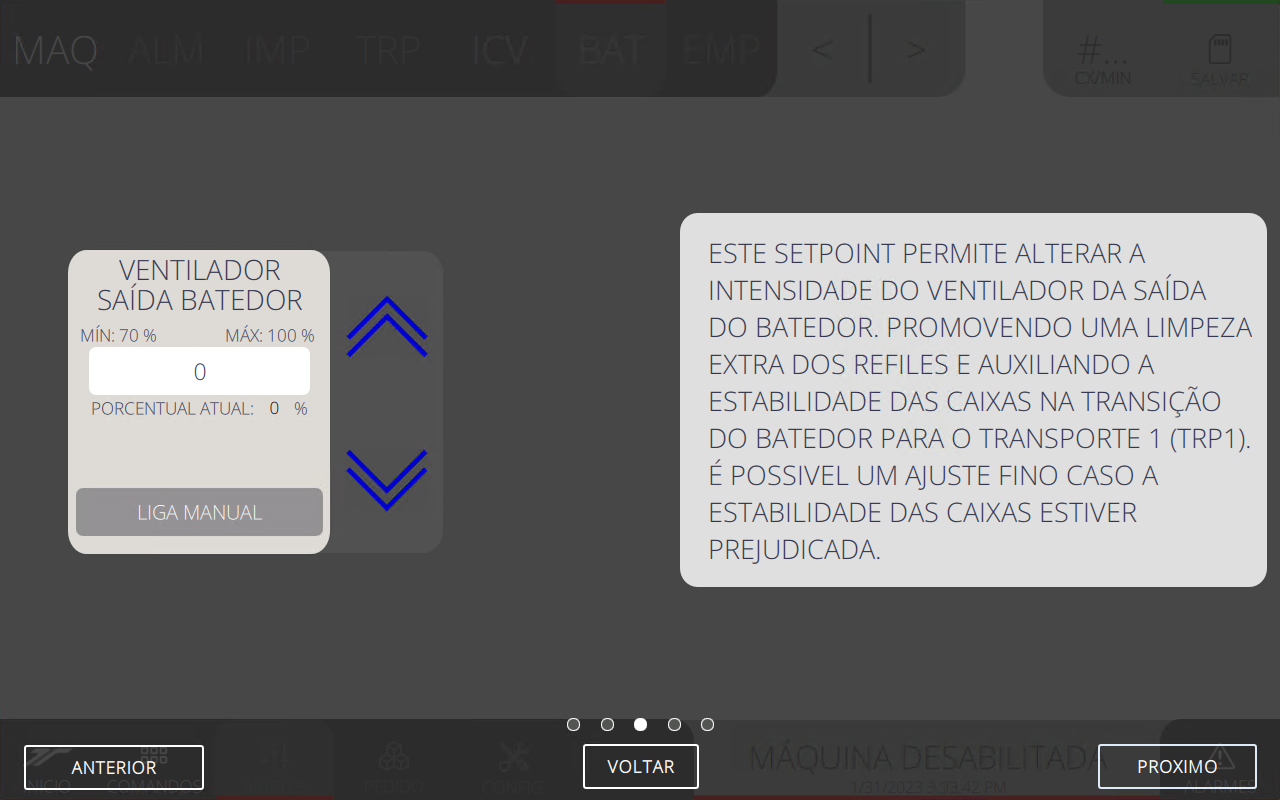 MAQ ALM IMP TRP ICV BAT EMP < > #... 
CX/MIN SALVAR
VENTILADOR
SAÍDA BATEDOR
MÍN: 70 % MÁX: 100 %
0
PORCENTUAL ATUAL: 0 %
LIGA MANUAL
ESTE SETPOINT PERMITE ALTERAR A
INTENSIDADE DO VENTILADOR DA SAÍDA
DO BATEDOR. PROMOVENDO UMA LIMPEZA
EXTRA DOS REFILES E AUXILIANDO A
ESTABILIDADE DAS CAIXAS NA TRANSIÇÃO
DO BATEDOR PARA O TRANSPORTE 1 (TRP1).
É POSSIVEL UM AJUSTE FINO CASO A
ESTABILIDADE DAS CAIXAS ESTIVER
PREJUDICADA.
ANTERIOR
VOLTAR
PROXIMO
MÁQUINA DESABILITADA
INICIO COMANDOS PEDIDO CONFIG 1/31/2023 3:33:42 PM ALARMES